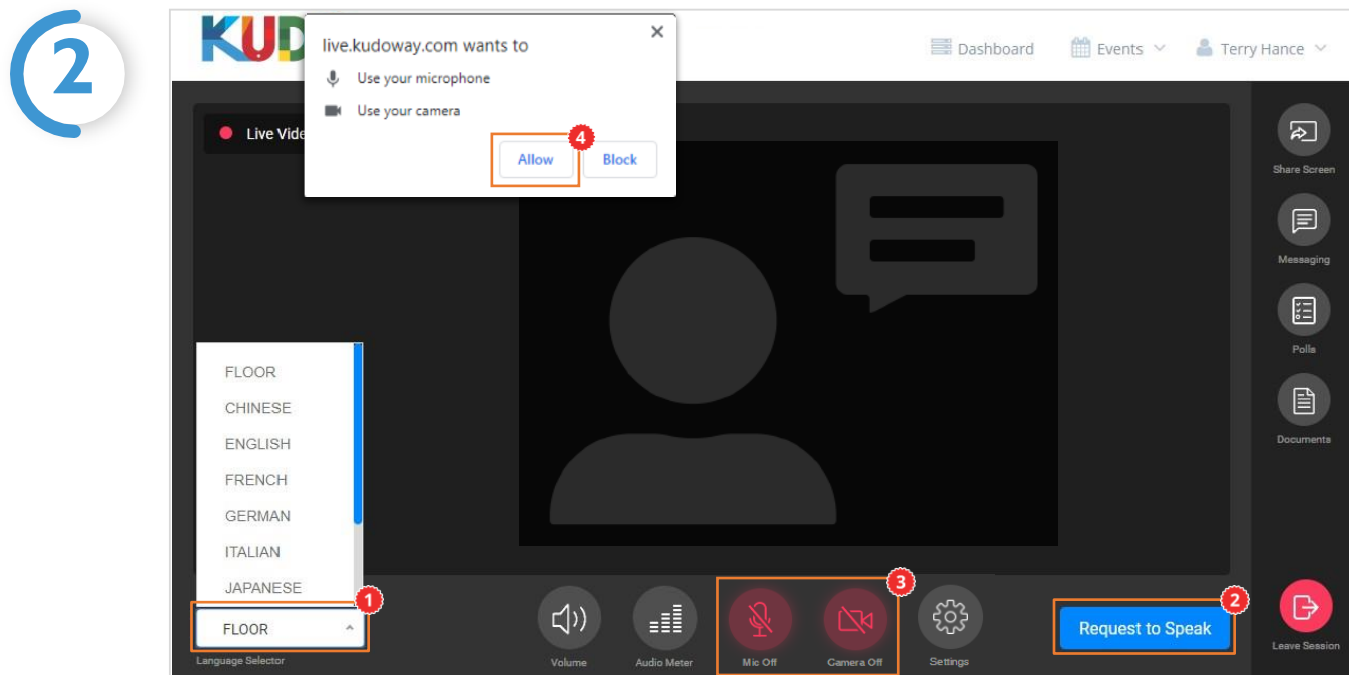 2
KUD
live.kudoway.com wants to
Use your microphone
Use your camera
4
Allow
Block
Dashboard
Events
Terry Hance
Live Vide
Share Screen
Messaging
Polls
Documents
FLOOR
CHINESE
ENGLISH
FRENCH
GERMAN
ITALIAN
JAPANESE
1
FLOOR
Language Selector
Volume
Audio Meter
3
Mic Off
Camera Off
Settings
2
Request to Speak
Leave Session